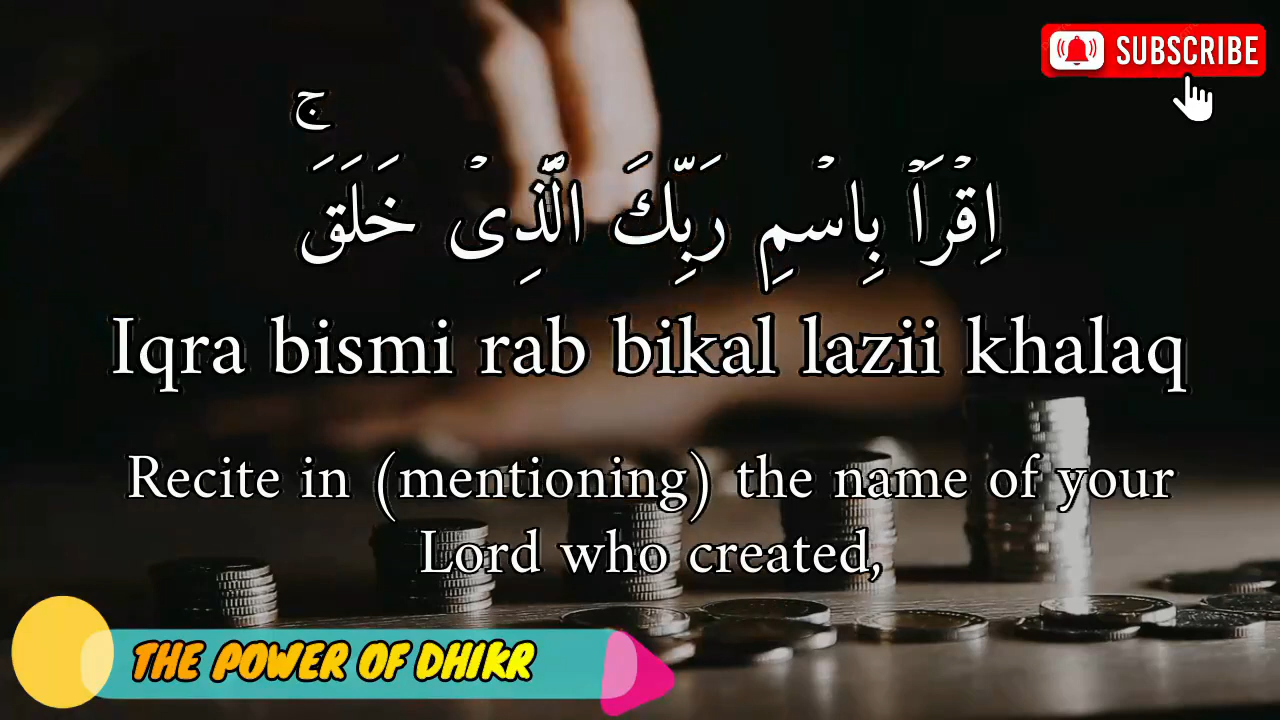 SUBSCRIBE
اِقۡرَاۡ بِاسۡمِ رَبِّكَ الَّذِىۡ خَلَقَ​ۚ
Iqra bismi rab bikal lazii khalaq
Recite in (mentioning) the name of your
Lord who created,
THE POWER OF DHIKR